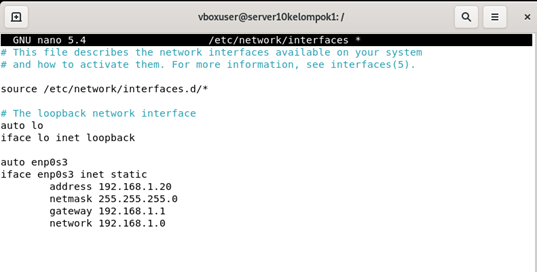 vboxuser@server10kelompok1: /
GNU nano 5.4 /etc/network/interfaces *
# This file describes the network interfaces available on your system
# and how to activate them. For more information, see interfaces(5).
source /etc/network/interfaces.d/*
# The loopback network interface
auto lo
iface lo inet loopback
auto enp0s3
iface enp0s3 inet static
        address 192.168.1.20
        netmask 255.255.255.0
        gateway 192.168.1.1
        network 192.168.1.0